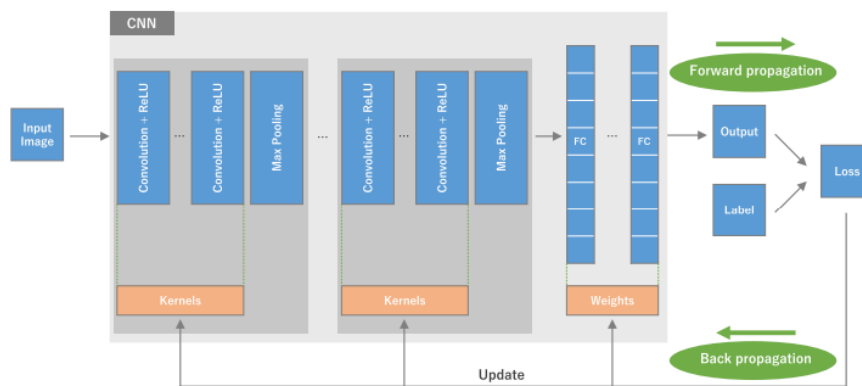 CNN
Forward propagation
Input
Image
Convolution + ReLU
...
Convolution + ReLU
Max Pooling
...
Convolution + ReLU
...
Convolution + ReLU
Max Pooling
FC
...
FC
Output
Label
Loss
Kernels
Kernels
Weights
Back propagation
Update